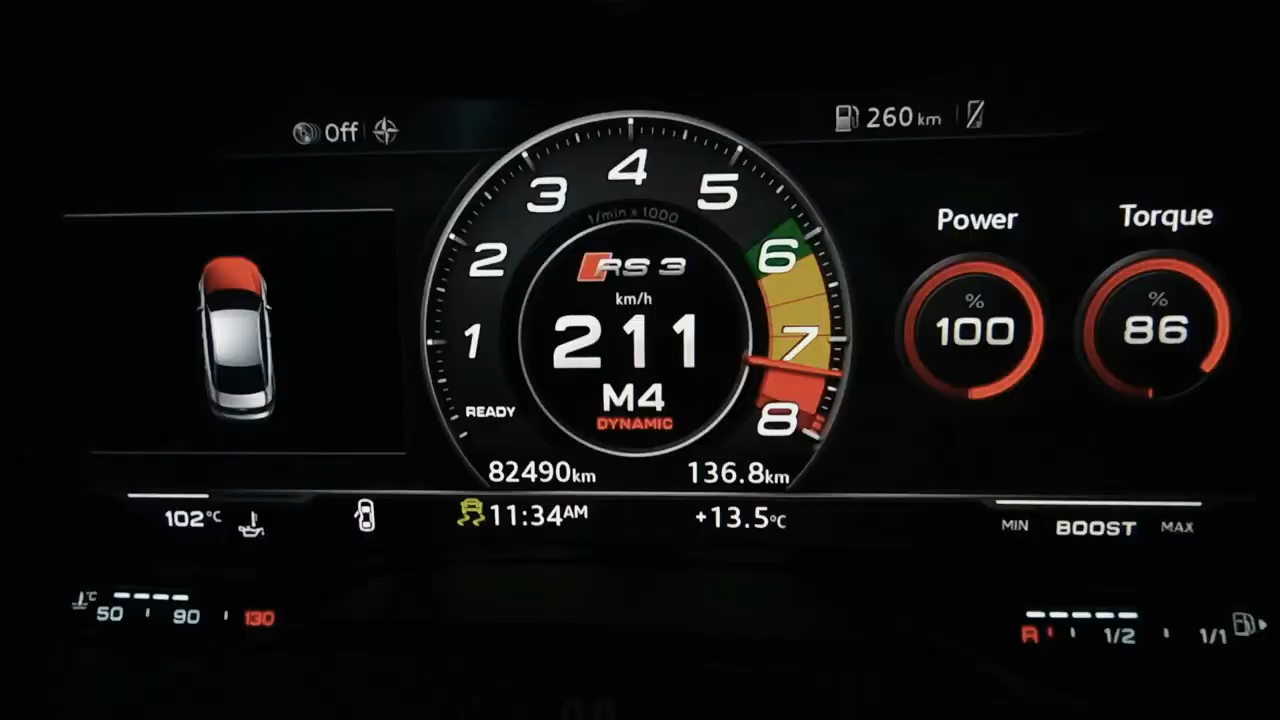 Off
260 km
1 2 3 4 5 6 7 8
1/min x 1000
RS 3
km/h
211
M4
DYNAMIC
READY
82490km
136.8km
Power
%
100
Torque
%
86
102°C
11:34AM
+13.5°C
MIN BOOST MAX
°C
50 90 130
R 1/2 1/1